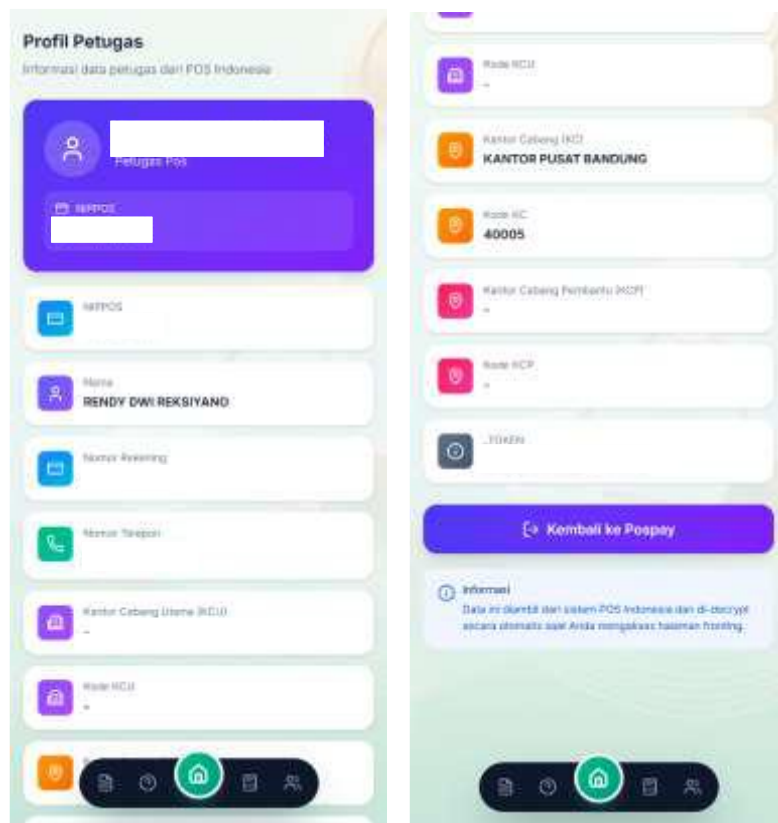 Profil Petugas
Informasi data petugas dari POS Indonesia
Petugas Pos
NIPPOS
NIPPOS
Nama
RENDY DWI REKSIYANO
Nomor Rekening
Nomor Telepon
Kantor Cabang Utama (KCU)
-
Kode KCU
-
Kode KCU
-
Kantor Cabang (KC)
KANTOR PUSAT BANDUNG
Kode KC
40005
Kantor Cabang Pembantu (KCP)
-
Kode KCP
-
_TOKEN
Kembali ke Pospay
Informasi
Data ini diambil dari sistem POS Indonesia dan di-decrypt
secara otomatis saat Anda mengakses halaman fronting.